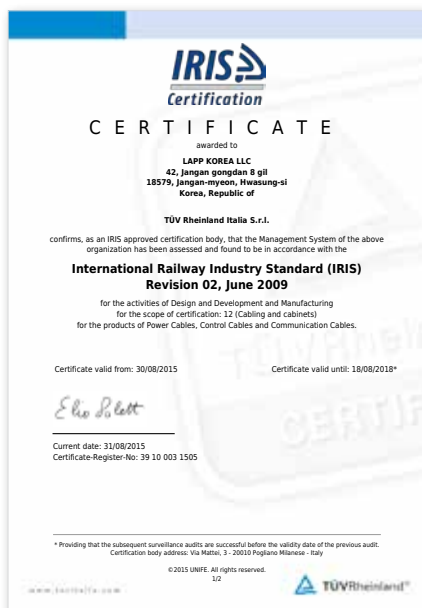 IRIS
Certification
CERTIFICATE
awarded to
LAPP KOREA LLC
42, Jangan gongdan 8 gil
18579, Jangan-myeon, Hwasung-si
Korea, Republic of
TÜV Rheinland Italia S.r.l.
confirms, as an IRIS approved certification body, that the Management System of the above
organization has been assessed and found to be in accordance with the
International Railway Industry Standard (IRIS)
Revision 02, June 2009
for the activities of Design and Development and Manufacturing
for the scope of certification: 12 (Cabling and cabinets)
for the products of Power Cables, Control Cables and Communication Cables.
TÜVRheinl
CERTIF
Certificate valid from: 30/08/2015 Certificate valid until: 18/08/2018*
Current date: 31/08/2015
Certificate-Register-No: 39 10 003 1505
* Providing that the subsequent surveillance audits are successful before the validity date of the previous audit.
Certification body address: Via Mattei, 3 - 20010 Pogliano Milanese - Italy
©2015 UNIFE. All rights reserved.
1/2
TÜVRheinland®